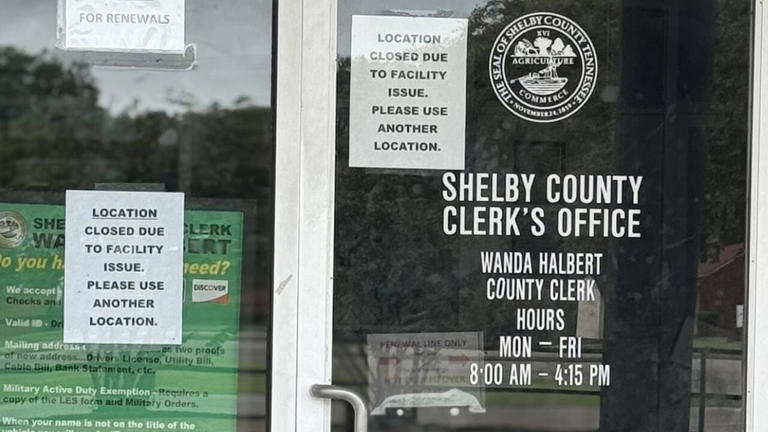 FOR RENEWALS
LOCATION
CLOSED DUE
TO FACILITY
ISSUE.
PLEASE USE
ANOTHER
LOCATION.
THE SEAL OF SHELBY COUNTY, TENNESSEE
XVI
AGRICULTURE
COMMERCE
NOVEMBER 24, 1819
SHELBY COUNTY
CLERK'S OFFICE
WANDA HALBERT
COUNTY CLERK
HOURS
MON – FRI
8:00 AM – 4:15 PM
RENEWAL LINE ONLY
LOCATION
CLOSED DUE
TO FACILITY
ISSUE.
PLEASE USE
ANOTHER
LOCATION.
CLERK
Do you need?
DISCOVER
We accept
Checks
Valid ID
Mailing as two proofs
of new address...Drivers License, Utility Bill,
Cable Bill, Bank Statement, etc.
Military Active Duty Exemption - Requires a
copy of the LES form and Military Orders.
When your name is not on the title of the